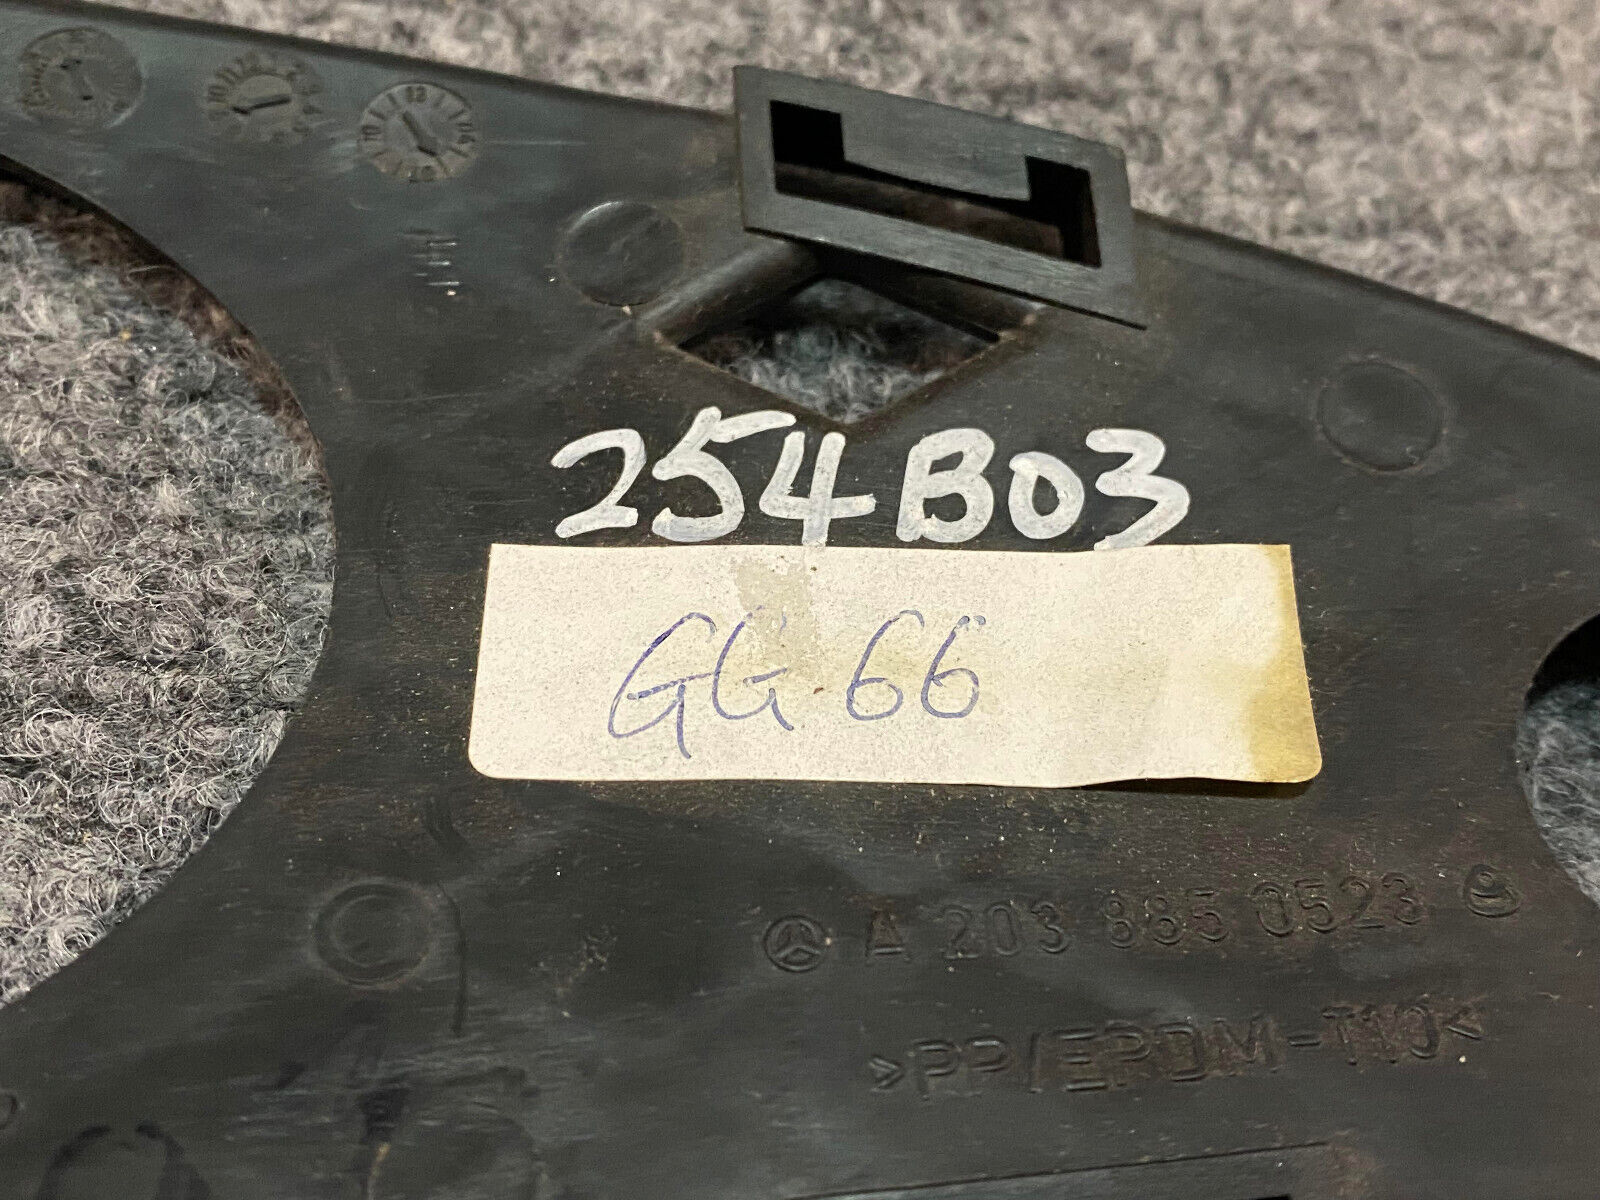 254B03
GG 66
A 203 885 0523
>PP/EPDM-T10<